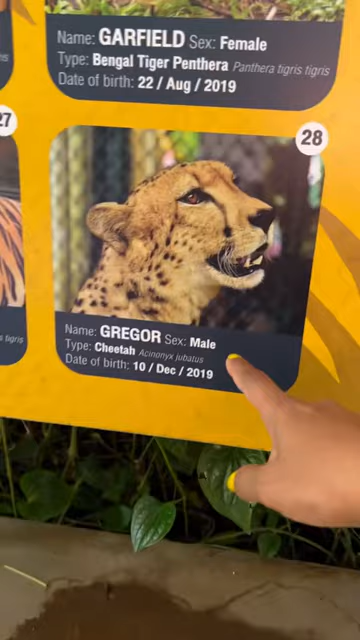 Name: GARFIELD Sex: Female
Type: Bengal Tiger Penthera Panthera tigris tigris
Date of birth: 22 / Aug / 2019
27
28
tigris
Name: GREGOR Sex: Male
Type: Cheetah Acinonyx jubatus
Date of birth: 10 / Dec / 2019